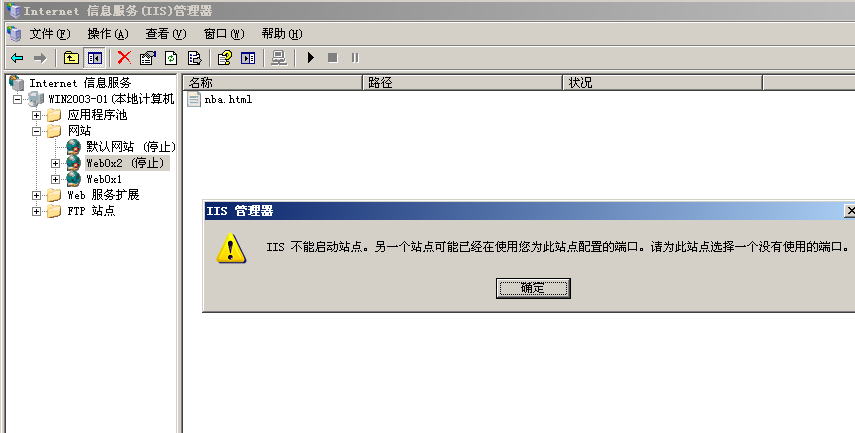 Internet 信息服务(IIS)管理器
文件(F) 操作(A) 查看(V) 窗口(W) 帮助(H)
Internet 信息服务
WIN2003-01(本地计算机
应用程序池
网站
默认网站 (停止)
Web0x2 (停止)
Web0x1
Web 服务扩展
FTP 站点
名称 路径 状况
nba.html
IIS 管理器
IIS 不能启动站点。另一个站点可能已经在使用您为此站点配置的端口。请为此站点选择一个没有使用的端口。
确定